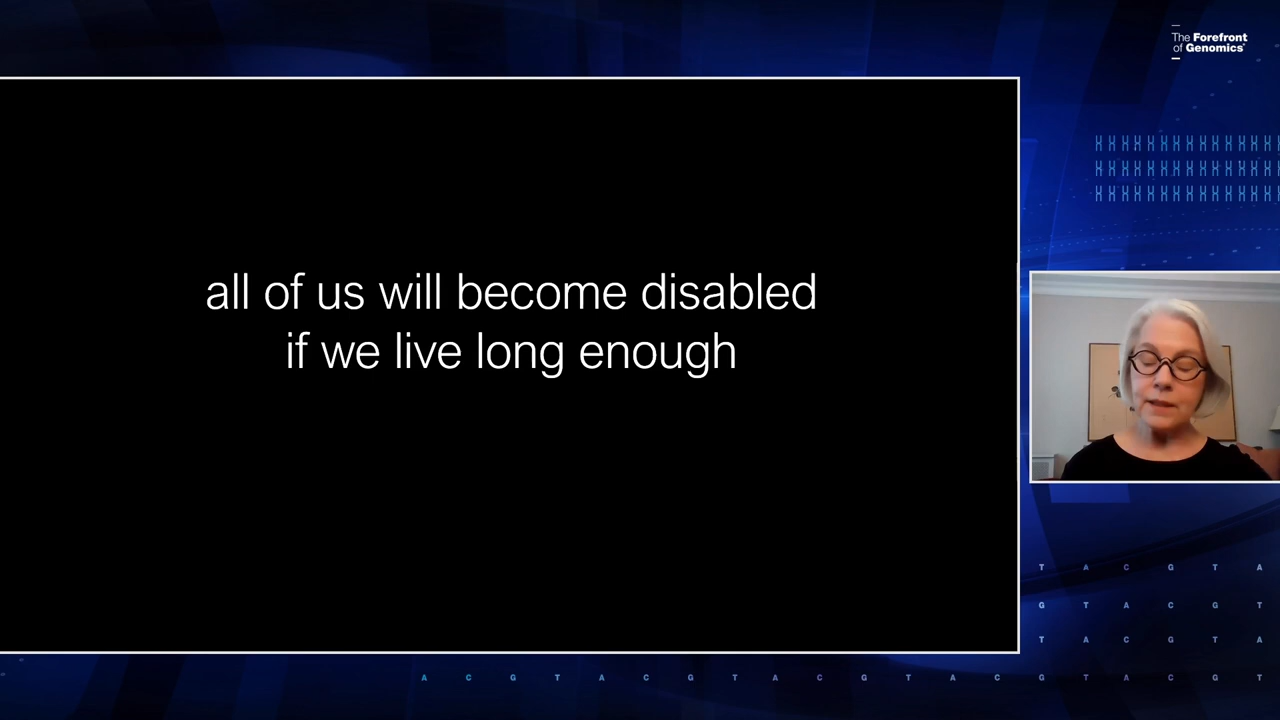 The Forefront
of Genomics®
all of us will become disabled
if we live long enough
T A C G T A
G T A C G T
T A C G T A
A C G T A C G T A C G T A C G T A C G T